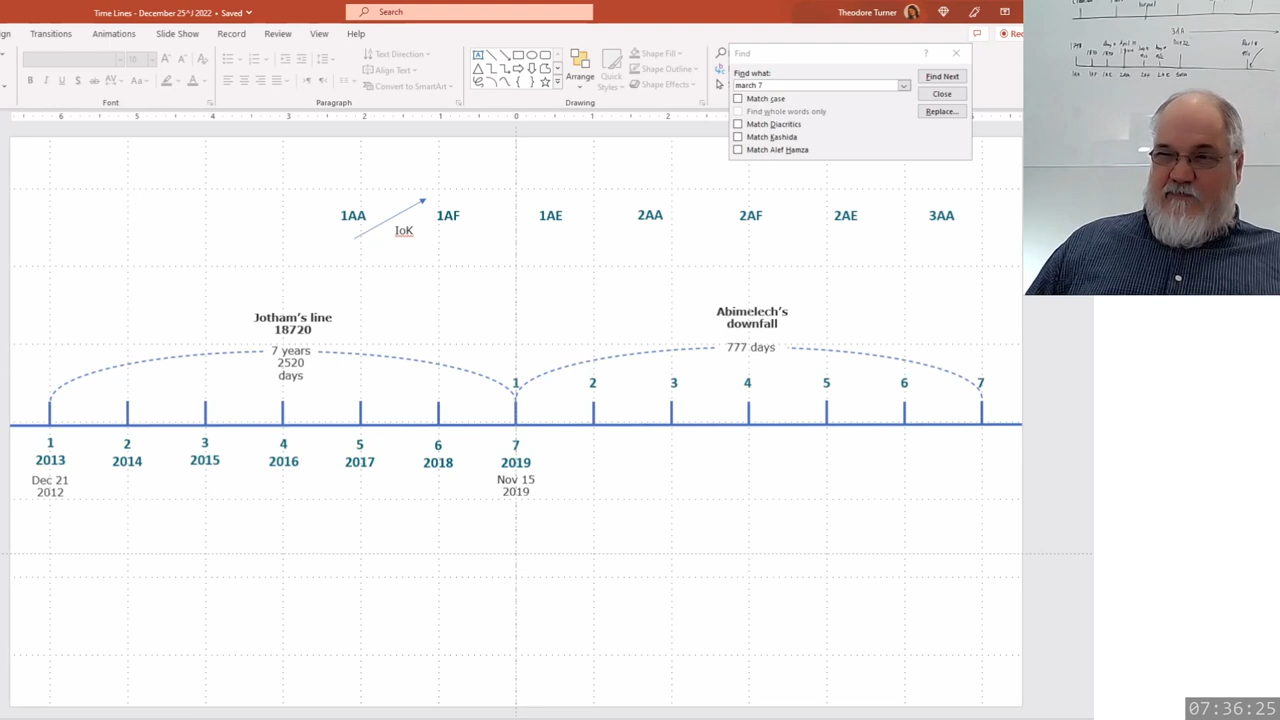 Time Lines - December 25^J 2022 • Saved
Search
Theodore Turner
Transitions
Animations
Slide Show
Record
Review
View
Help
Rec
Text Direction
Align Text
Convert to SmartArt
Font
Arrange
Quick
Styles
Shape Fill
Shape Outline
Shape Effects
Drawing
Find
Find what:
march 7
Match case
Find whole words only
Match Diacritics
Match Kashida
Match Alef Hamza
Find Next
Close
Replace...
1AA
1AF
1AE
2AA
2AF
2AE
3AA
IoK
Jotham's line
18720
7 years
2520
days
Abimelech's
downfall
777 days
1 2 3 4 5 6 7
1 2 3 4 5 6 7
2013 2014 2015 2016 2017 2018 2019
Dec 21
2012
Nov 15
2019
07:36:25